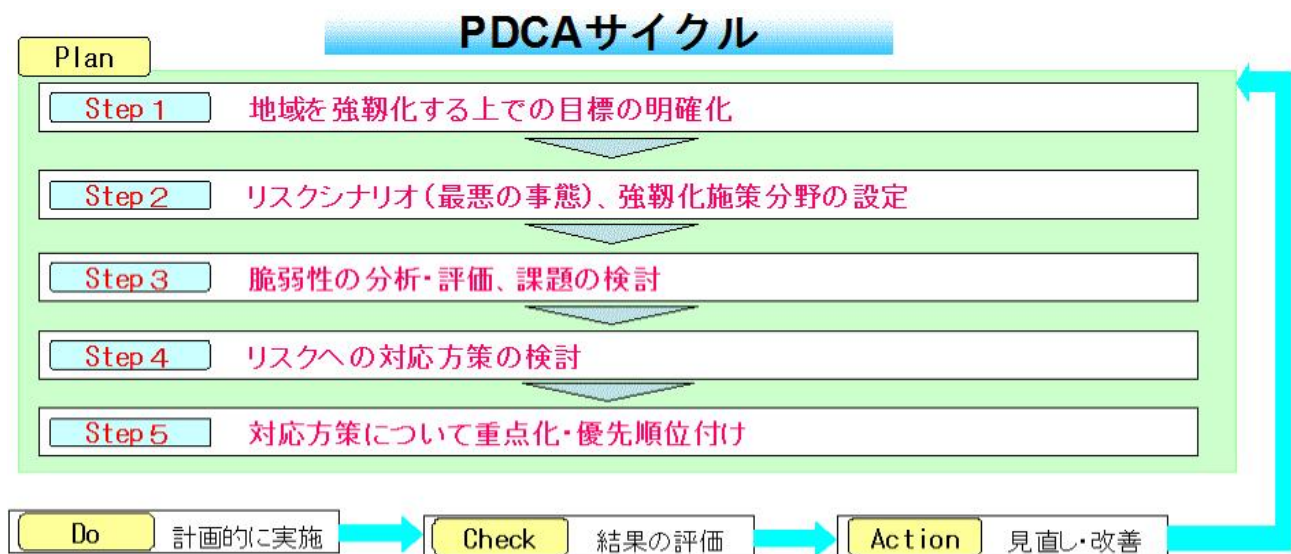 PDCAサイクル
Plan
Step 1 地域を強靱化する上での目標の明確化
Step 2 リスクシナリオ(最悪の事態)、強靱化施策分野の設定
Step 3 脆弱性の分析・評価、課題の検討
Step 4 リスクへの対応方策の検討
Step 5 対応方策について重点化・優先順位付け
Do 計画的に実施 Check 結果の評価 Action 見直し・改善